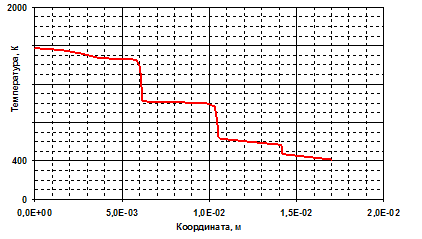 2000
Температура, К
400
0
0,0E+00 5,0E-03 1,0E-02 1,5E-02 2,0E-02
Координата, м